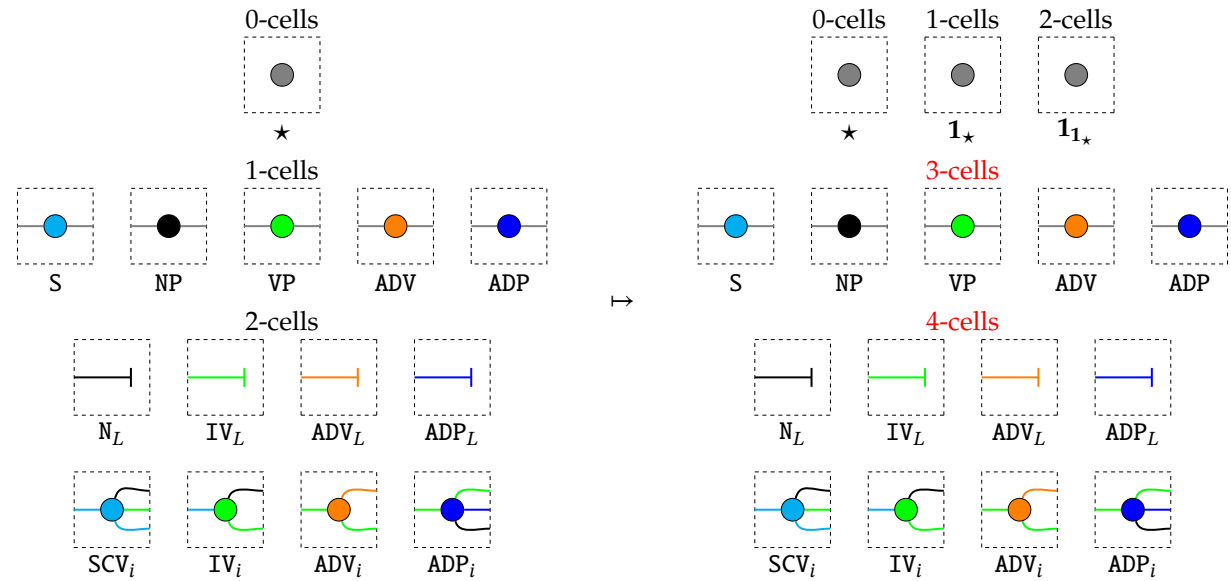 0-cells
⋆
1-cells
S NP VP ADV ADP
2-cells
N_L IV_L ADV_L ADP_L
SCV_i IV_i ADV_i ADP_i
↦
0-cells 1-cells 2-cells
⋆ 1_⋆ 1_{1_⋆}
3-cells
S NP VP ADV ADP
4-cells
N_L IV_L ADV_L ADP_L
SCV_i IV_i ADV_i ADP_i